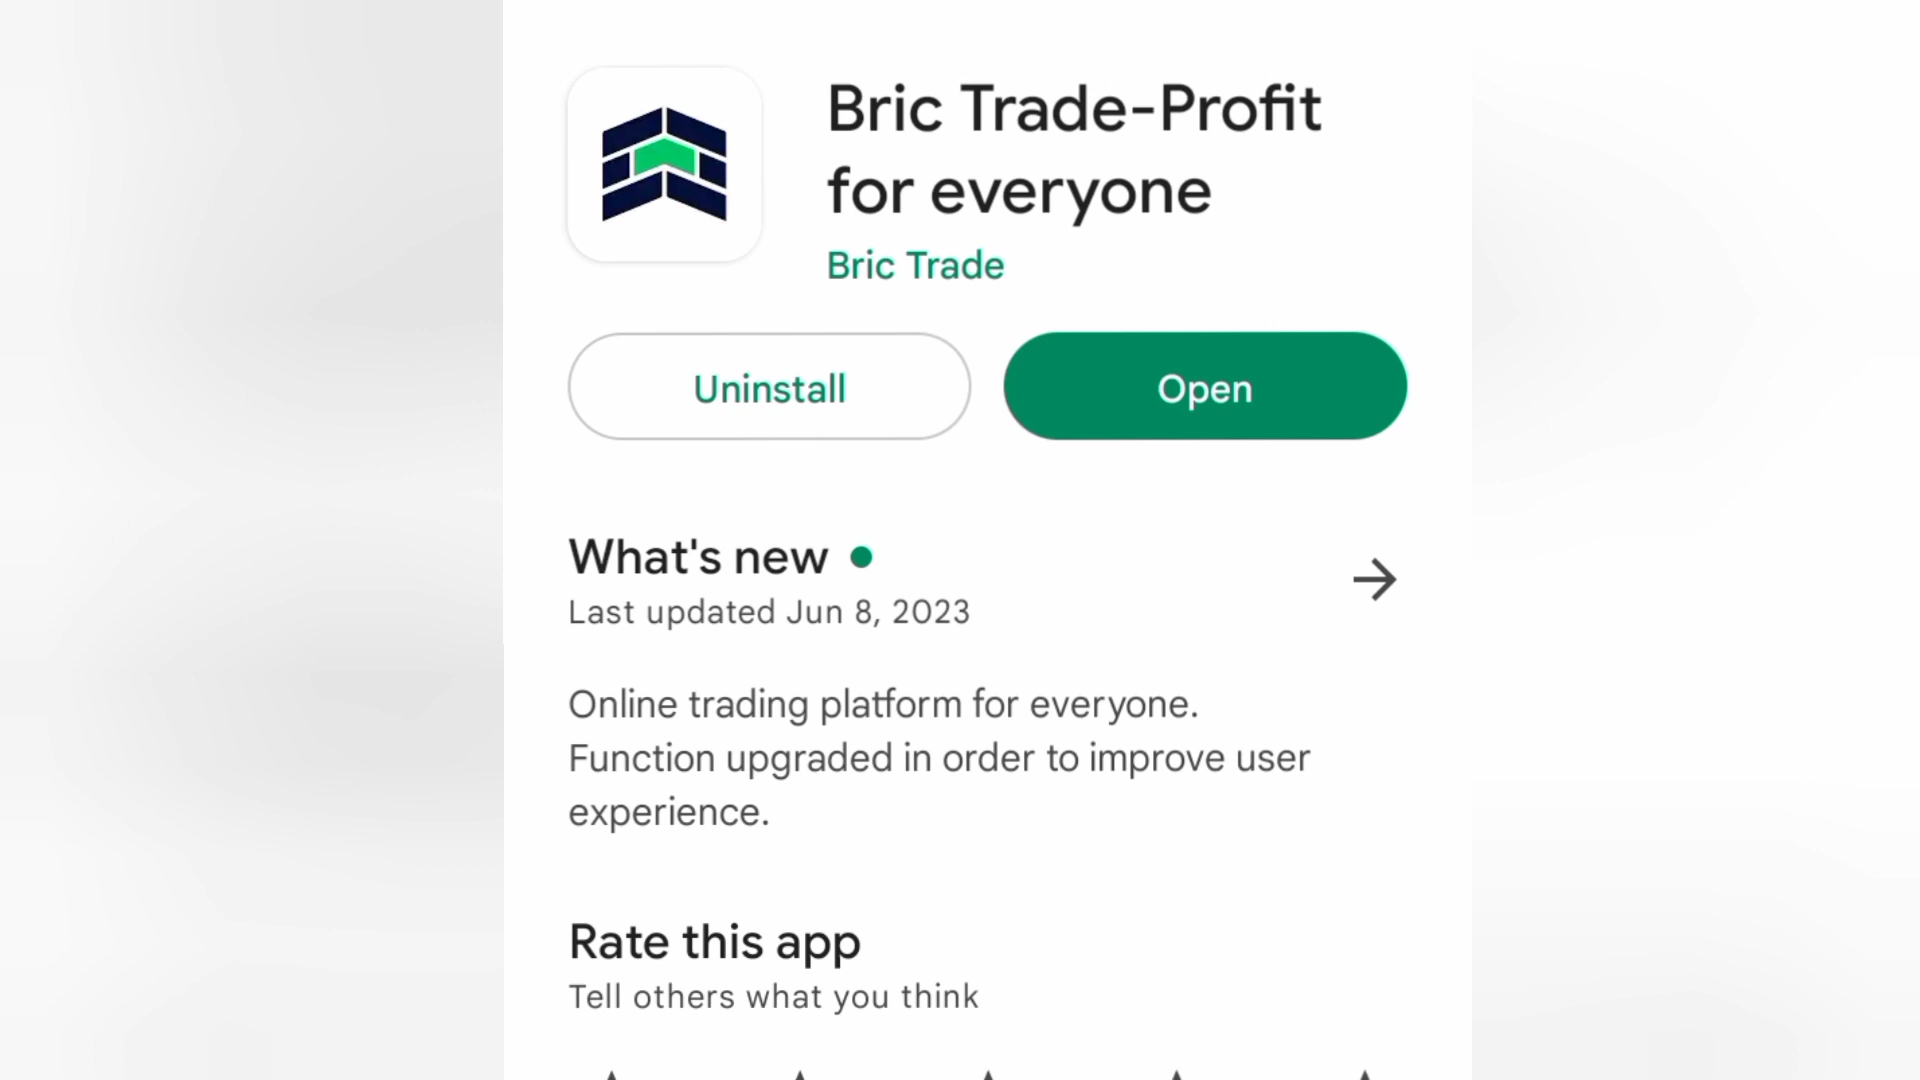 Bric Trade-Profit
for everyone
Bric Trade
Uninstall
Open
What's new
Last updated Jun 8, 2023
Online trading platform for everyone.
Function upgraded in order to improve user
experience.
Rate this app
Tell others what you think